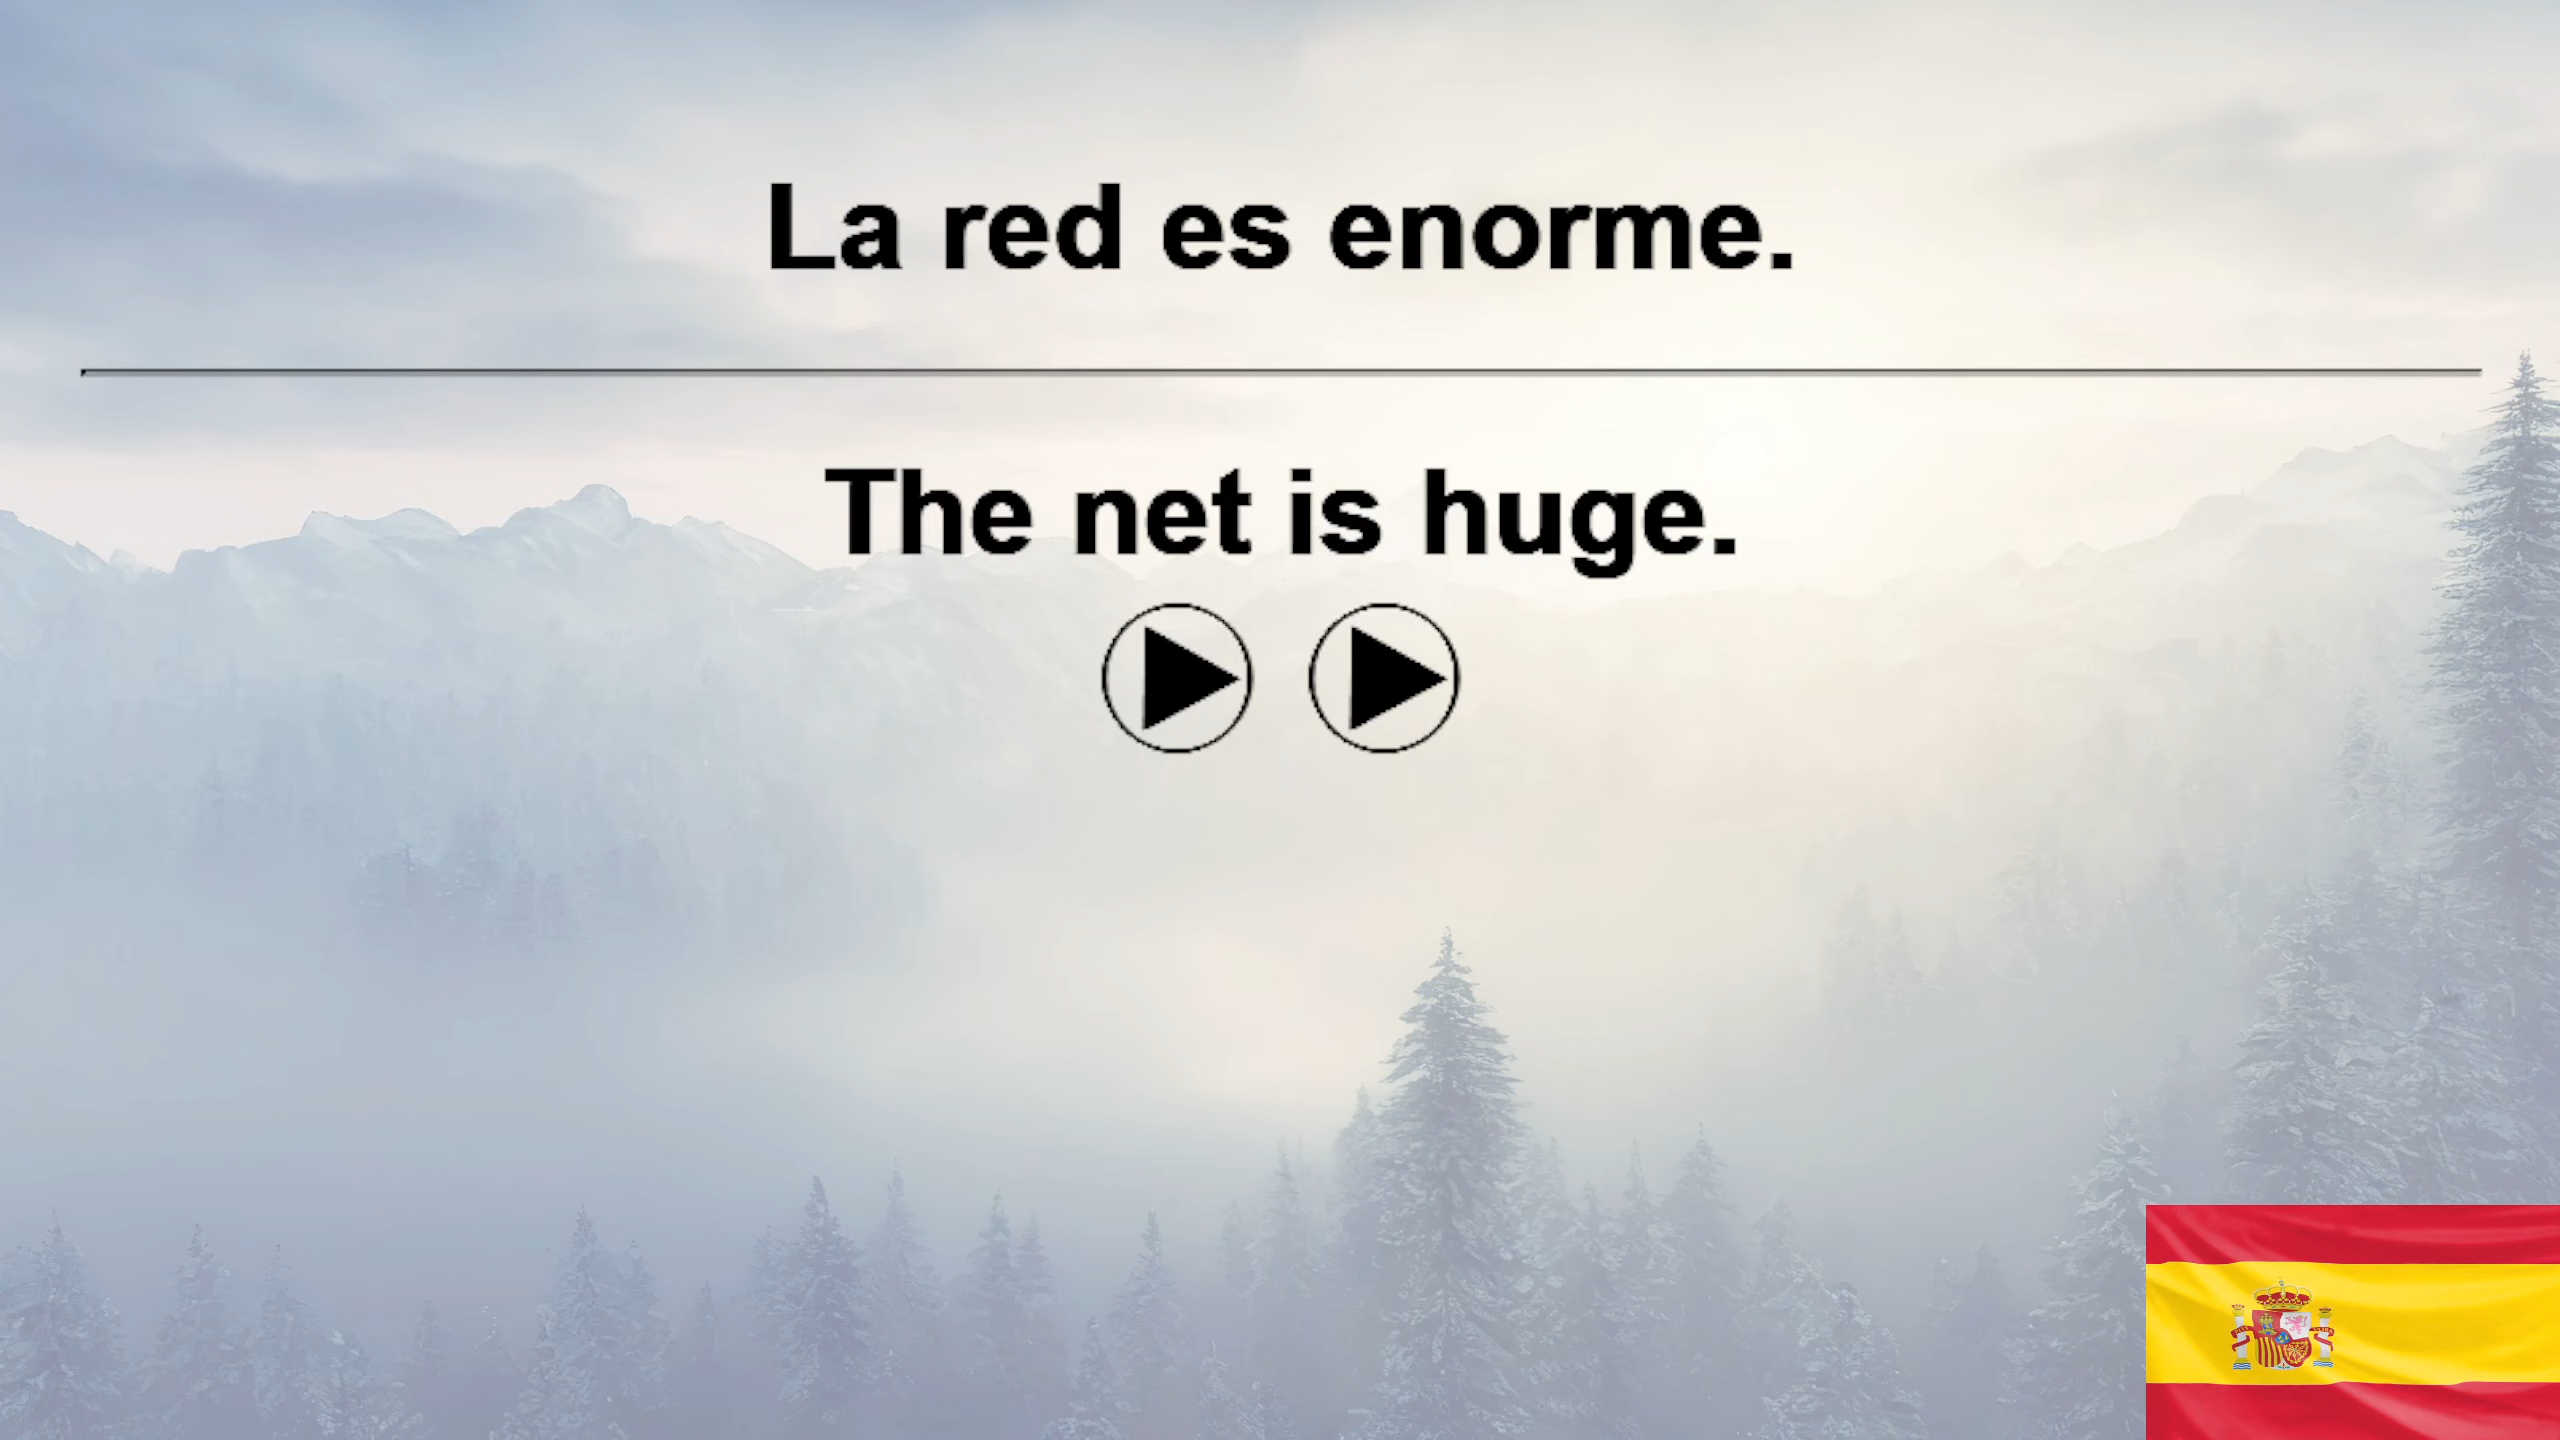 La red es enorme.
The net is huge.